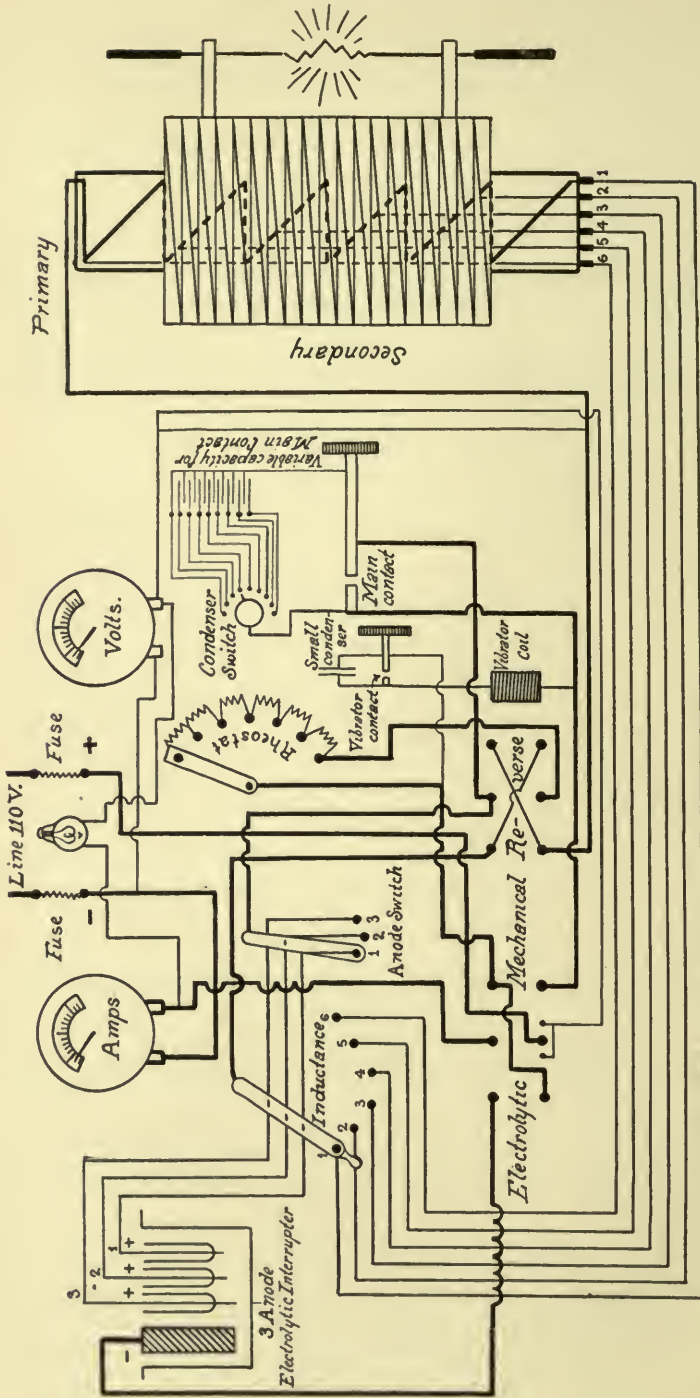 Line 110 V.
Fuse
Fuse
-
+
Amps
Volts.
Primary
Secondary
3
2
1
-
+
+
+
3 Anode
Electrolytic Interrupter
Inductance
1
2
3
4
5
6
1
2
3
Anode Switch
Rheostat
Condenser
Switch
Variable capacity for
Main Contact
Small
conden-
ser
Main
contact
Vibrator
contact
Vibrator
Coil
Electrolytic
Mechanical
Re-
verse
1
2
3
4
5
6